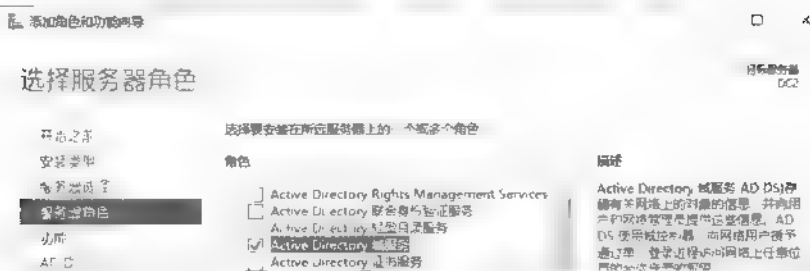 添加角色和功能向导
选择服务器角色
目标服务器
DC2
开始之前
安装类型
服务器角色
功能
AD DS
选择要安装在所选服务器上的一个或多个角色
角色
Active Directory Rights Management Services
Active Directory 联合身份验证服务
Active Directory 轻型目录服务
Active Directory 域服务
Active Directory 证书服务
描述
Active Directory 域服务 AD DS)存
储有关网络上的对象的信息 并向用
户和网络管理员提供这些信息 AD
DS 使用域控制器 向网络用户授予
通过单 登录过程访问网络上任意位